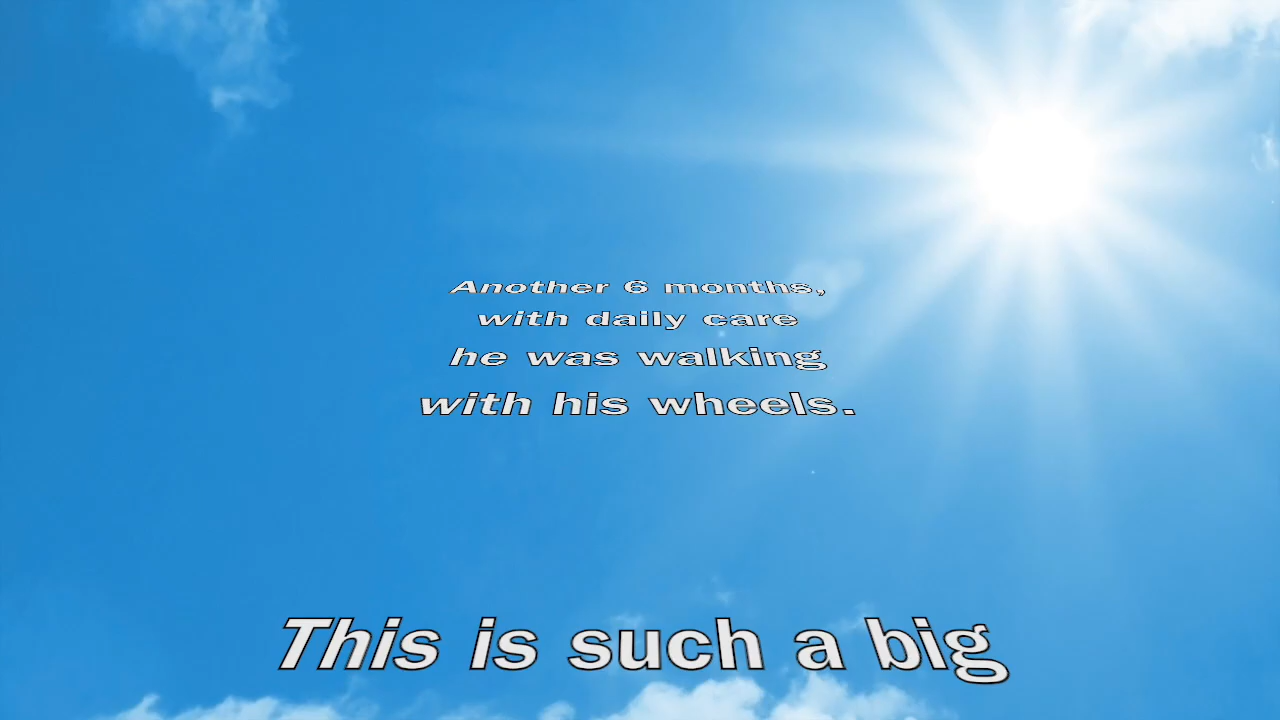 Another 6 months,
with daily care
he was walking
with his wheels.
This is such a big